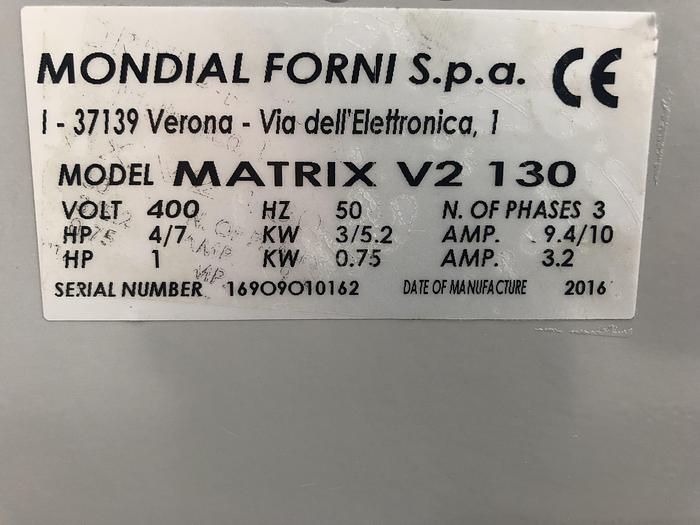 MONDIAL FORNI S.p.a. CE
I - 37139 Verona - Via dell'Elettronica, 1
MODEL MATRIX V2 130
VOLT 400 HZ 50 N. OF PHASES 3
HP 4/7 KW 3/5.2 AMP. 9.4/10
HP 1 KW 0.75 AMP. 3.2
SERIAL NUMBER 16909010162 DATE OF MANUFACTURE 2016